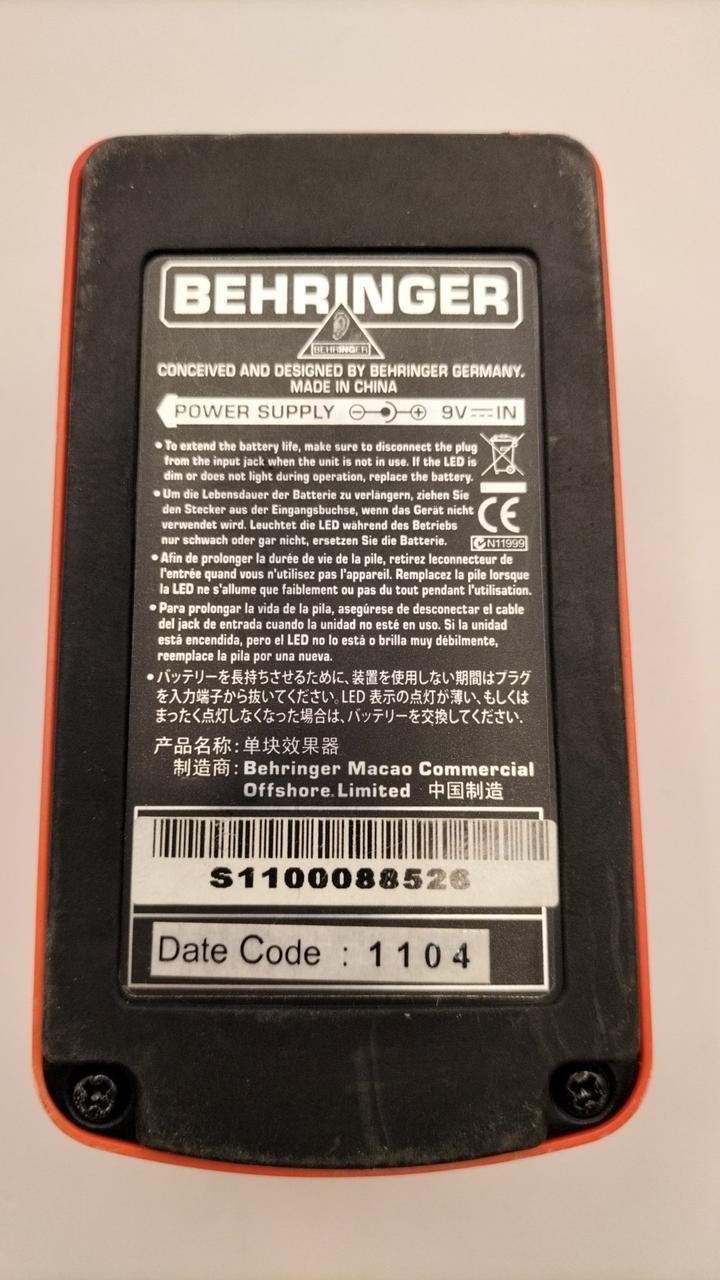 BEHRINGER
BEHRINGER
CONCEIVED AND DESIGNED BY BEHRINGER GERMANY.
MADE IN CHINA
POWER SUPPLY 9V IN
• To extend the battery life, make sure to disconnect the plug
from the input jack when the unit is not in use. If the LED is
dim or does not light during operation, replace the battery.
• Um die Lebensdauer der Batterie zu verlängern, ziehen Sie
den Stecker aus der Eingangsbuchse, wenn das Gerät nicht
verwendet wird. Leuchtet die LED während des Betriebs
nur schwach oder gar nicht, ersetzen Sie die Batterie.
CE
N11999
• Afin de prolonger la durée de vie de la pile, retirez leconnecteur de
l'entrée quand vous n'utilisez pas l'appareil. Remplacez la pile lorsque
la LED ne s'allume que faiblement ou pas du tout pendant l'utilisation.
• Para prolongar la vida de la pila, asegúrese de desconectar el cable
del jack de entrada cuando la unidad no esté en uso. Si la unidad
está encendida, pero el LED no lo está o brilla muy débilmente,
reemplace la pila por una nueva.
• バッテリーを長持ちさせるために、装置を使用しない期間はプラグ
を入力端子から抜いてください。LED 表示の点灯が薄い、もしくは
まったく点灯しなくなった場合は、バッテリーを交換してください.
产品名称: 单块效果器
制造商: Behringer Macao Commercial
Offshore Limited 中国制造
S1100088526
Date Code : 1104